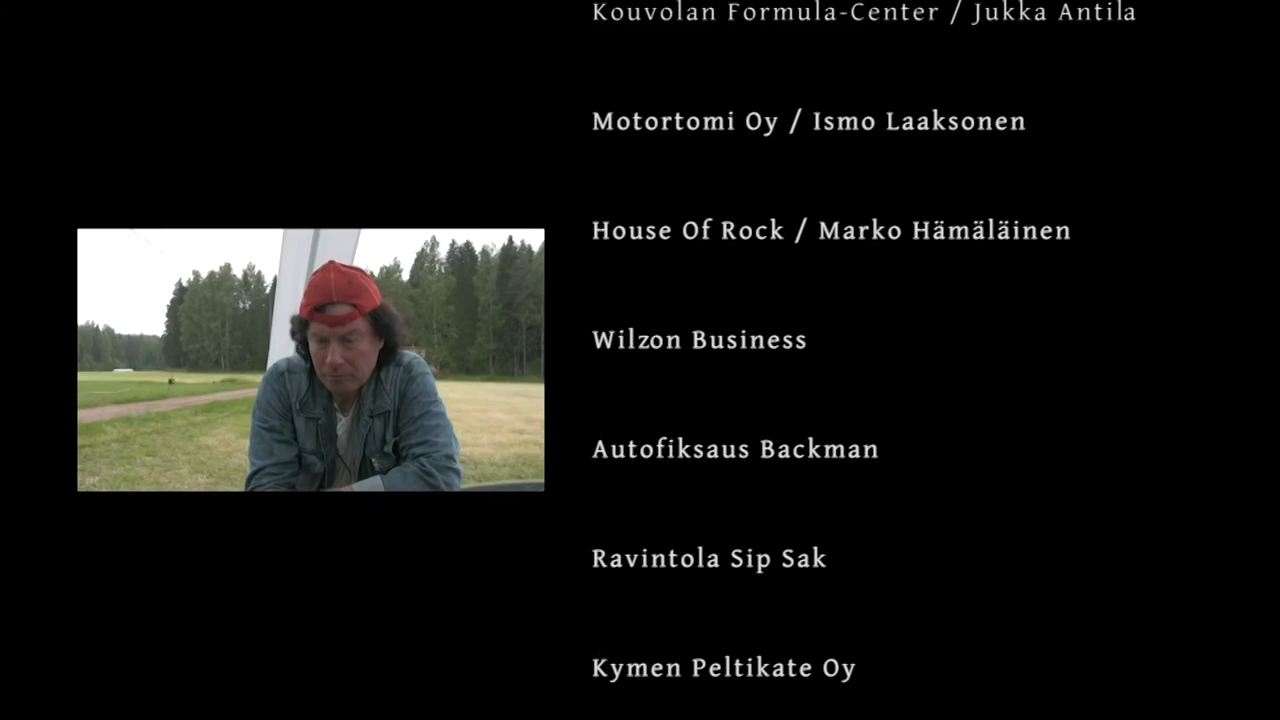 Kouvolan Formula-Center / Jukka Antila
Motortomi Oy / Ismo Laaksonen
House Of Rock / Marko Hämäläinen
Wilzon Business
Autofiksaus Backman
Ravintola Sip Sak
Kymen Peltikate Oy